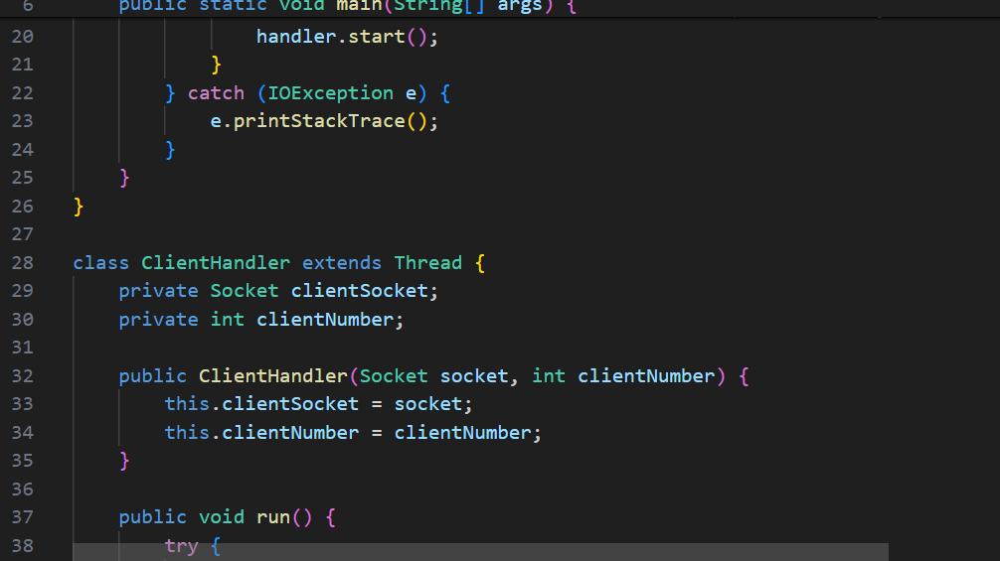 6 public static void main(String[] args) {
20 handler.start();
21 }
22 } catch (IOException e) {
23 e.printStackTrace();
24 }
25 }
26 }
27
28 class ClientHandler extends Thread {
29 private Socket clientSocket;
30 private int clientNumber;
31
32 public ClientHandler(Socket socket, int clientNumber) {
33 this.clientSocket = socket;
34 this.clientNumber = clientNumber;
35 }
36
37 public void run() {
38 try {